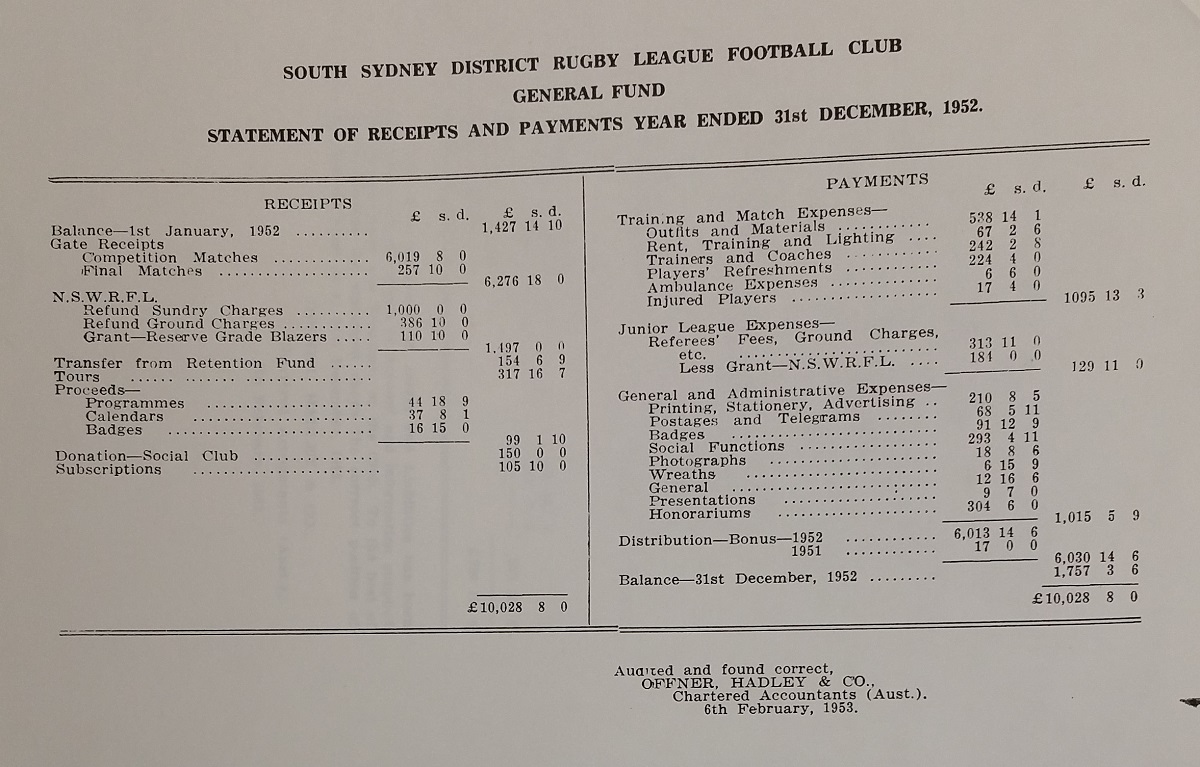 SOUTH SYDNEY DISTRICT RUGBY LEAGUE FOOTBALL CLUB
GENERAL FUND
STATEMENT OF RECEIPTS AND PAYMENTS YEAR ENDED 31st DECEMBER, 1952.
RECEIPTS
£ s. d. £ s. d.
Balance—1st January, 1952 .......... 1,427 14 10
Gate Receipts
Competition Matches ............. 6,019 8 0
Final Matches .................... 257 10 0
6,276 18 0
N.S.W.R.F.L.
Refund Sundry Charges .......... 1,000 0 0
Refund Ground Charges ........... 386 10 0
Grant—Reserve Grade Blazers ..... 110 10 0
1,497 0 0
Transfer from Retention Fund ...... 154 6 9
Tours ...... ...... ................. 317 16 7
Proceeds—
Programmes ...................... 44 18 9
Calendars ........................ 37 8 1
Badges ........................... 16 15 0
99 1 10
Donation—Social Club ................ 150 0 0
Subscriptions ......................... 105 10 0
£10,028 8 0
PAYMENTS
£ s. d. £ s. d.
Training and Match Expenses—
Outfits and Materials ............ 538 14 1
Rent, Training and Lighting .... 67 2 6
Trainers and Coaches ............ 242 2 8
Players' Refreshments ............ 224 4 0
Ambulance Expenses .............. 6 6 0
Injured Players ................... 17 4 0
1095 13 3
Junior League Expenses—
Referees' Fees, Ground Charges,
etc. .......................... 313 11 0
Less Grant—N.S.W.R.F.L. .... 184 0 0
129 11 0
General and Administrative Expenses—
Printing, Stationery, Advertising .. 210 8 5
Postages and Telegrams ......... 68 5 11
Badges ........................... 91 12 9
Social Functions .................. 293 4 11
Photographs ...................... 18 8 6
Wreaths .......................... 6 15 9
General ............................ 12 16 6
Presentations .................... 9 7 0
Honorariums ..................... 304 6 0
1,015 5 9
Distribution—Bonus—1952 ............ 6,013 14 6
1951 ............ 17 0 0
6,030 14 6
Balance—31st December, 1952 ......... 1,757 3 6
£10,028 8 0
Audited and found correct,
OFFNER, HADLEY & CO.,
Chartered Accountants (Aust.).
6th February, 1953.